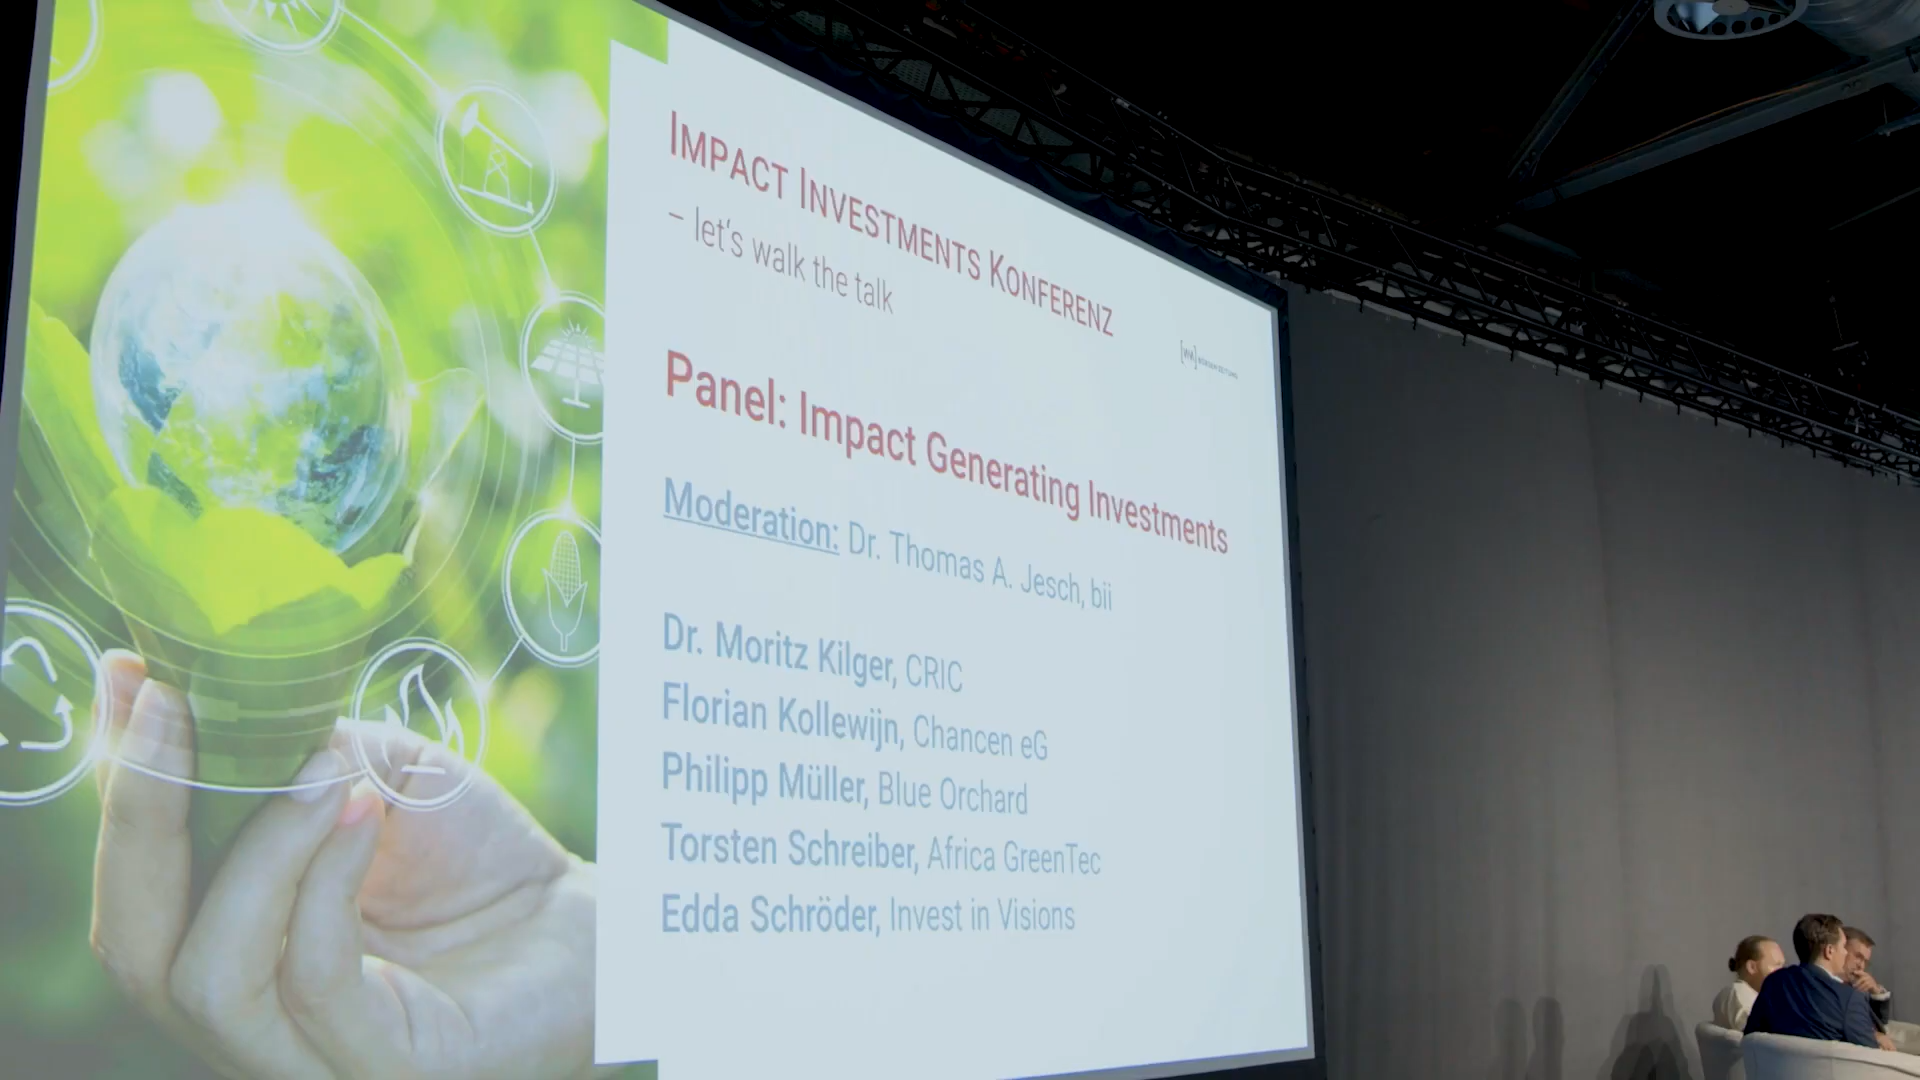 IMPACT INVESTMENTS KONFERENZ
– let's walk the talk
Panel: Impact Generating Investments
Moderation: Dr. Thomas A. Jesch, bii
Dr. Moritz Kilger, CRIC
Florian Kollewijn, Chancen eG
Philipp Müller, Blue Orchard
Torsten Schreiber, Africa GreenTec
Edda Schröder, Invest in Visions